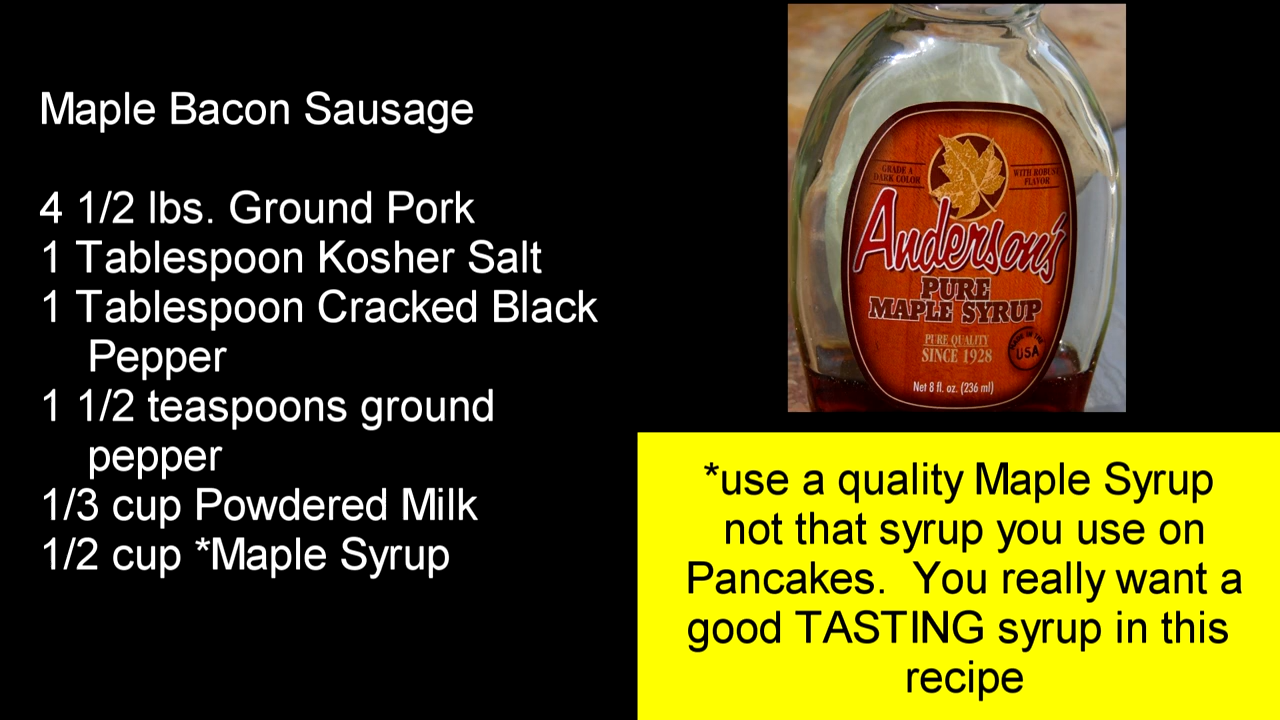 Maple Bacon Sausage
4 1/2 lbs. Ground Pork
1 Tablespoon Kosher Salt
1 Tablespoon Cracked Black
Pepper
1 1/2 teaspoons ground
pepper
1/3 cup Powdered Milk
1/2 cup *Maple Syrup
GRADE A
DARK COLOR
WITH ROBUST
FLAVOR
Anderson's
PURE
MAPLE SYRUP
PURE QUALITY
SINCE 1928
MADE IN THE
USA
Net 8 fl. oz. (236 ml)
*use a quality Maple Syrup
not that syrup you use on
Pancakes.  You really want a
good TASTING syrup in this
recipe